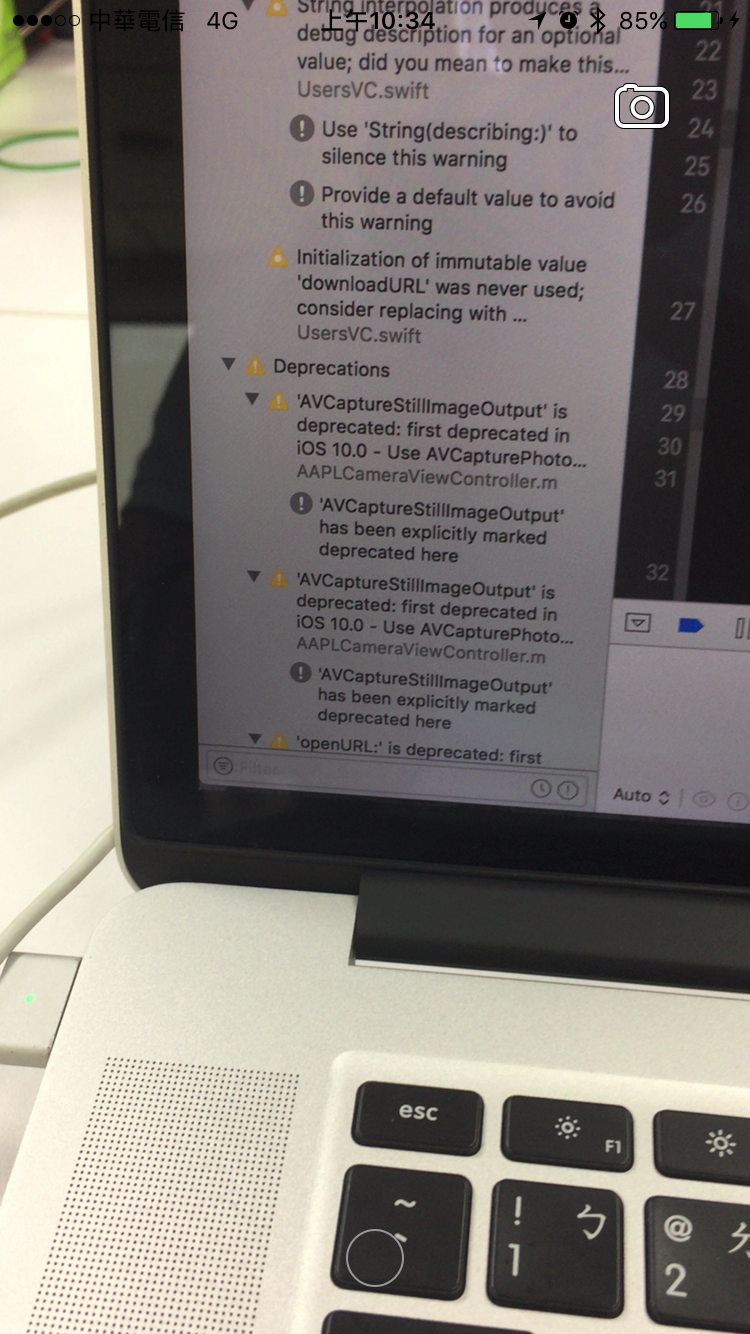 中華電信 4G 上午10:34 85%
String interpolation produces a
debug description for an optional
value; did you mean to make this...
UsersVC.swift
Use 'String(describing:)' to
silence this warning
Provide a default value to avoid
this warning
Initialization of immutable value
'downloadURL' was never used;
consider replacing with ...
UsersVC.swift
Deprecations
'AVCaptureStillImageOutput' is
deprecated: first deprecated in
iOS 10.0 - Use AVCapturePhoto...
AAPLCameraViewController.m
'AVCaptureStillImageOutput'
has been explicitly marked
deprecated here
'AVCaptureStillImageOutput' is
deprecated: first deprecated in
iOS 10.0 - Use AVCapturePhoto...
AAPLCameraViewController.m
'AVCaptureStillImageOutput'
has been explicitly marked
deprecated here
'openURL:' is deprecated: first
Filter
21
22
23
24
25
26
27
28
29
30
31
32
Auto
esc
F1
~
! ㄅ
1
@ ㄉ
2